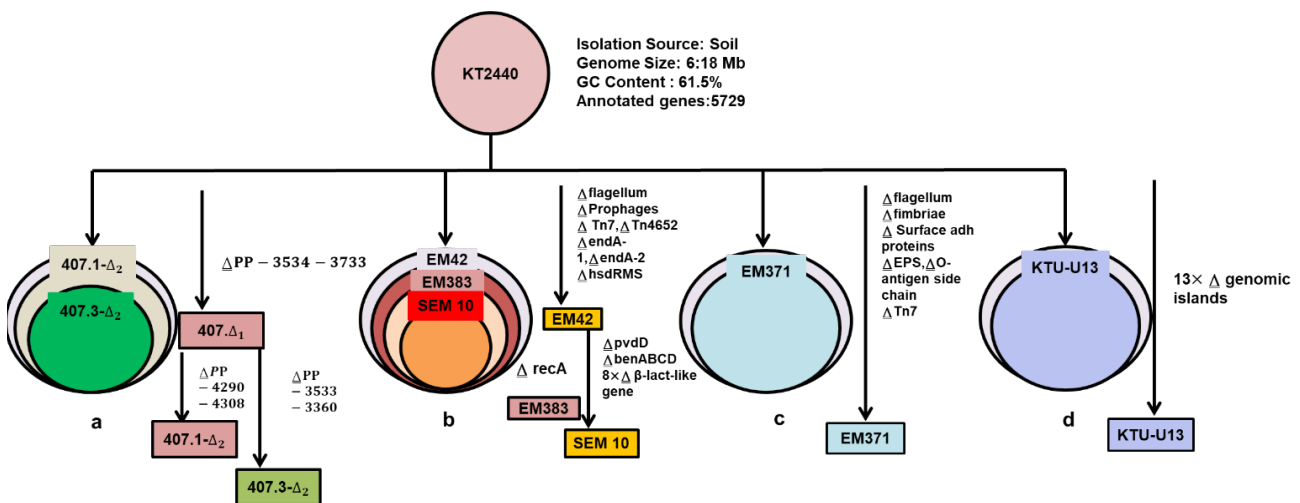 KT2440
Isolation Source: Soil
Genome Size: 6:18 Mb
GC Content : 61.5%
Annotated genes:5729
407.1-Δ₂
407.3-Δ₂
a
ΔPP − 3534 − 3733
407.Δ₁
ΔPP
− 4290
− 4308
407.1-Δ₂
ΔPP
− 3533
− 3360
407.3-Δ₂
EM42
EM383
SEM 10
b
Δflagellum
ΔProphages
Δ Tn7,ΔTn4652
ΔendA-
1,ΔendA-2
ΔhsdRMS
EM42
Δ recA
EM383
ΔpvdD
ΔbenABCD
8×Δ β-lact-like
gene
SEM 10
EM371
c
Δflagellum
Δfimbriae
Δ Surface adh
proteins
ΔEPS,ΔO-
antigen side
chain
ΔTn7
EM371
KTU-U13
d
13× Δ genomic
islands
KTU-U13